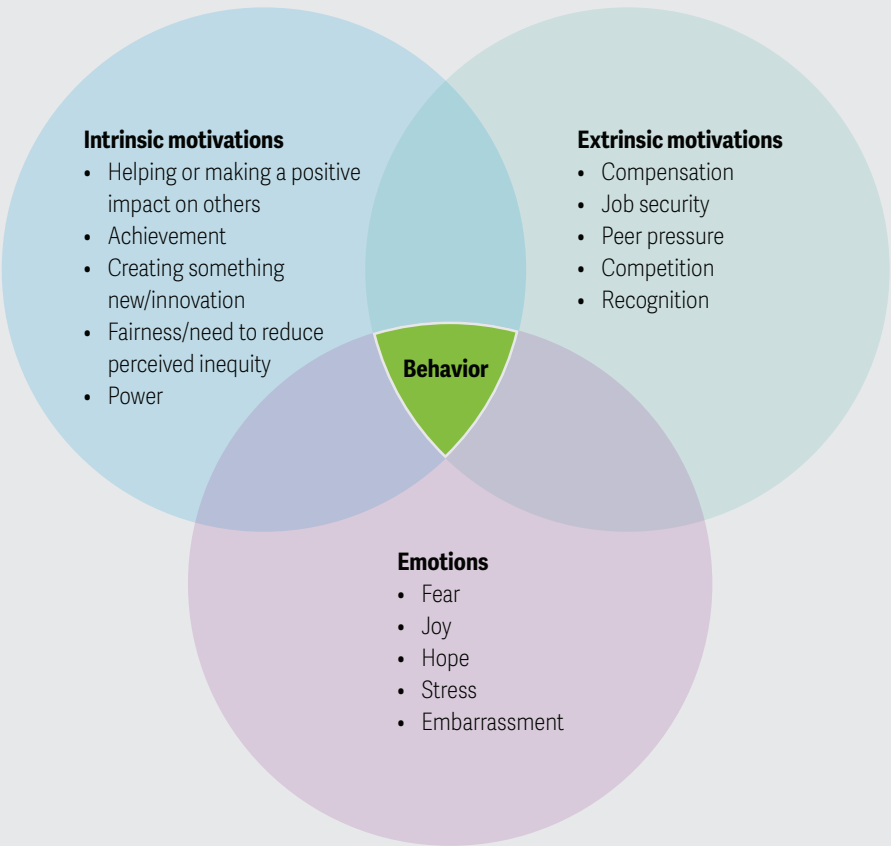 Intrinsic motivations
• Helping or making a positive
impact on others
• Achievement
• Creating something
new/innovation
• Fairness/need to reduce
perceived inequity
• Power
Extrinsic motivations
• Compensation
• Job security
• Peer pressure
• Competition
• Recognition
Behavior
Emotions
• Fear
• Joy
• Hope
• Stress
• Embarrassment